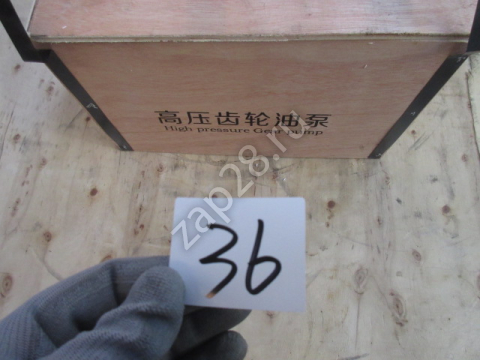 高压齿轮油泵
High pressure Gear pump
zap28.ru
36